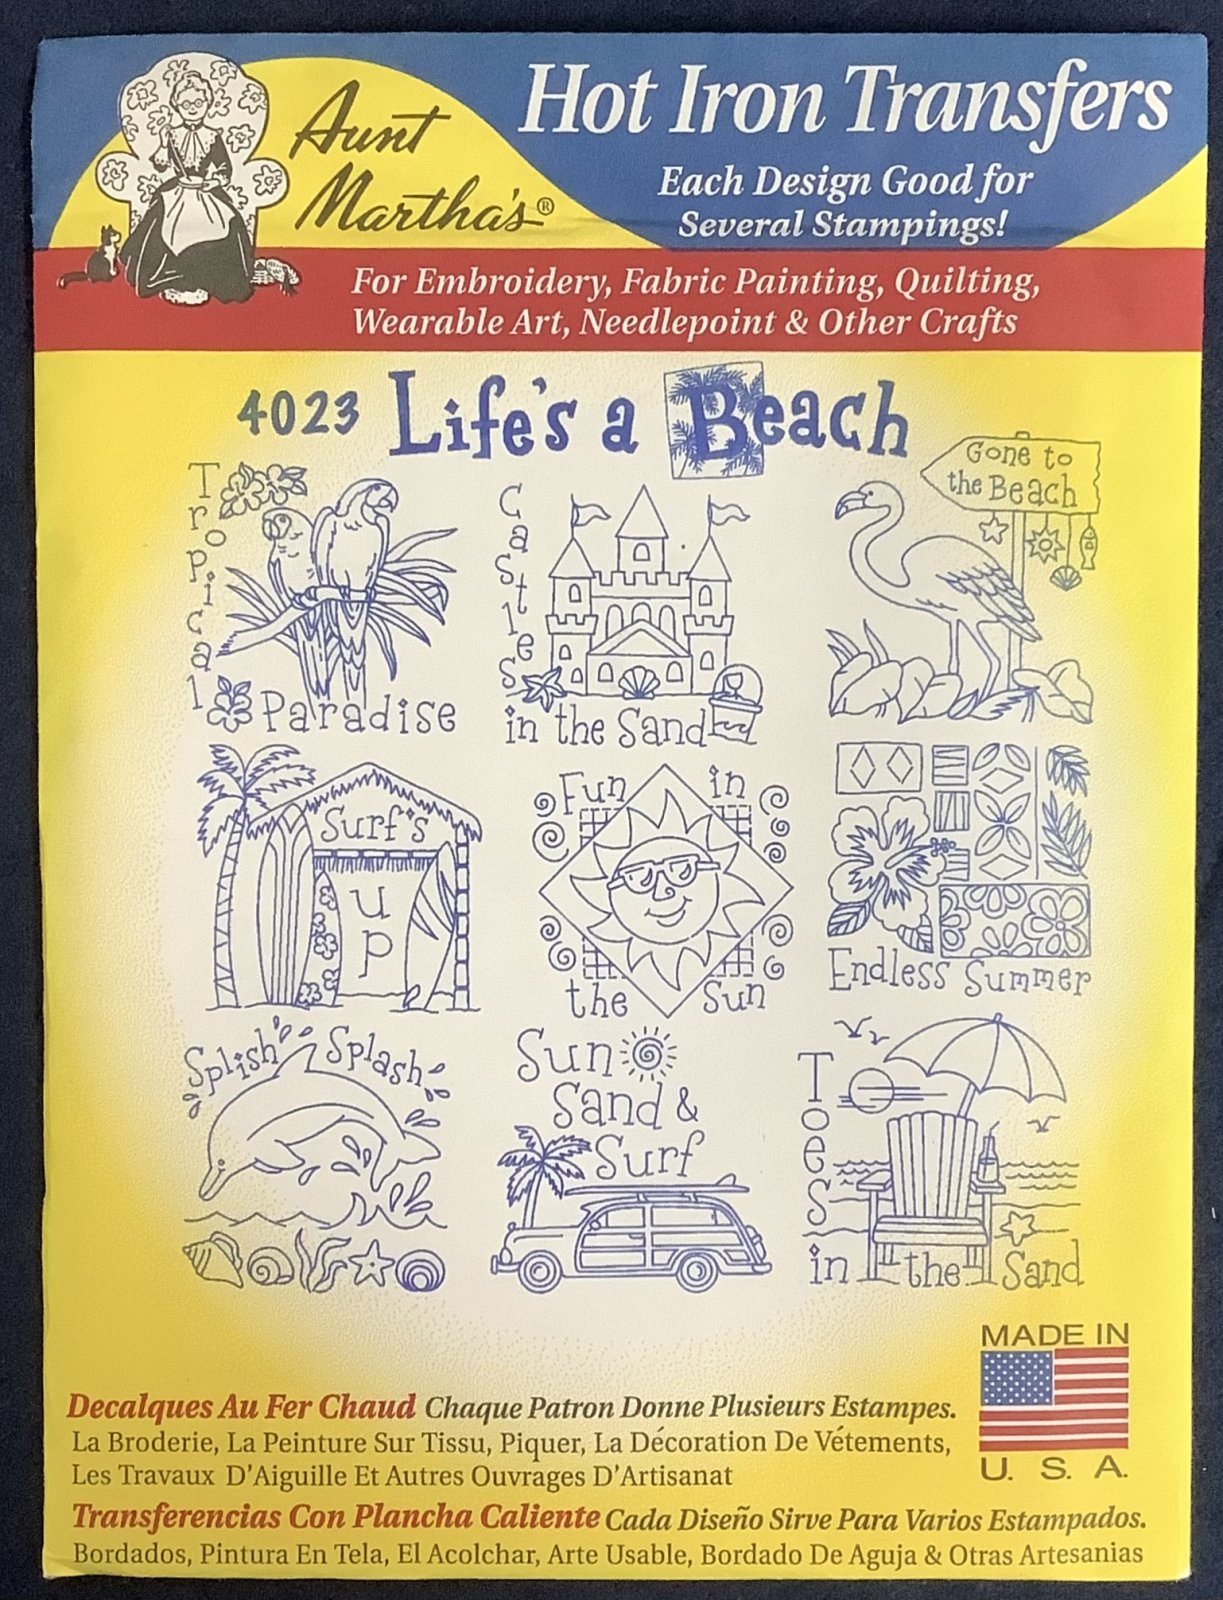 Aunt
Martha's®
Hot Iron Transfers
Each Design Good for
Several Stampings!
For Embroidery, Fabric Painting, Quilting,
Wearable Art, Needlepoint & Other Crafts
4023 Life's a Beach
Tropical
Paradise
Castles
in the Sand
Gone to
the Beach
Surf's
up
Fun in
the Sun
Endless Summer
Splish Splash
Sun
Sand &
Surf
Toes
in the Sand
MADE IN
U. S. A.
Decalques Au Fer Chaud Chaque Patron Donne Plusieurs Estampes.
La Broderie, La Peinture Sur Tissu, Piquer, La Décoration De Vétements,
Les Travaux D'Aiguille Et Autres Ouvrages D'Artisanat
Transferencias Con Plancha Caliente Cada Diseño Sirve Para Varios Estampados.
Bordados, Pintura En Tela, El Acolchar, Arte Usable, Bordado De Aguja & Otras Artesanias